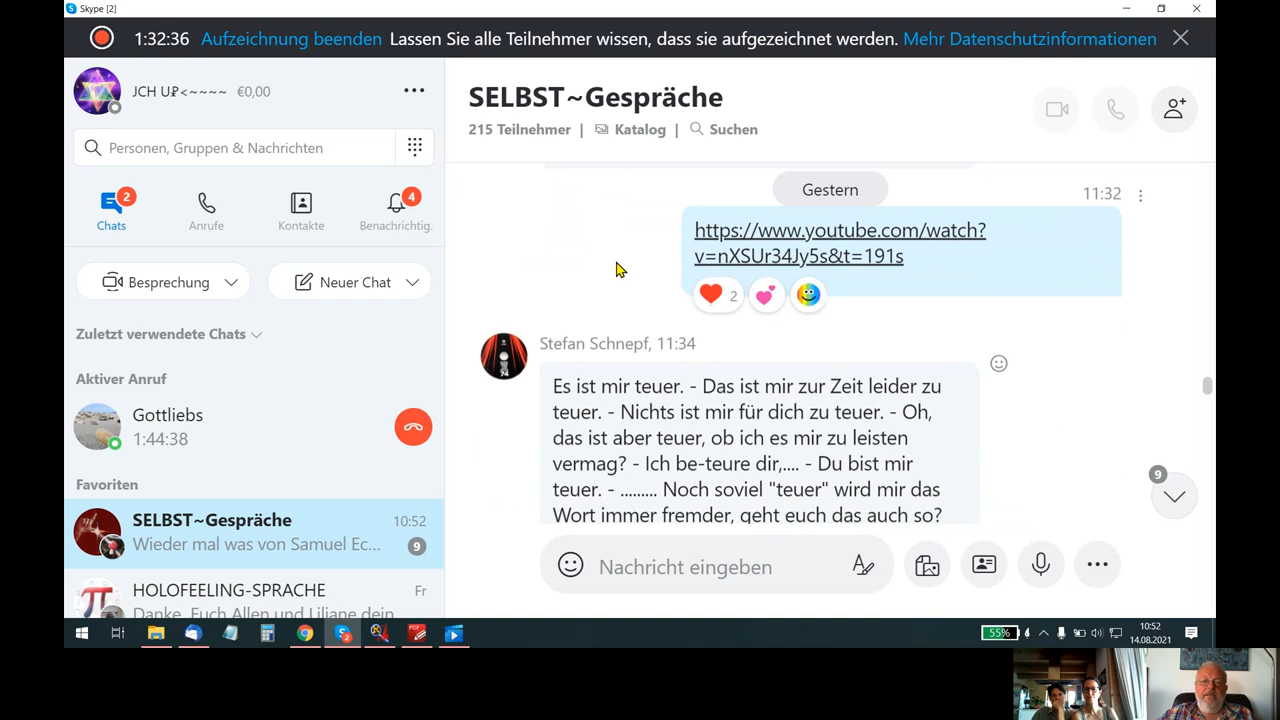 Skype [2]
1:32:36 Aufzeichnung beenden Lassen Sie alle Teilnehmer wissen, dass sie aufgezeichnet werden. Mehr Datenschutzinformationen
JCH U₽<~~~~ €0,00
Personen, Gruppen & Nachrichten
2
4
Chats
Anrufe
Kontakte
Benachrichtig.
Besprechung
Neuer Chat
Zuletzt verwendete Chats
Aktiver Anruf
Gottliebs
1:44:38
Favoriten
SELBST~Gespräche 10:52
Wieder mal was von Samuel Ec... 9
HOLOFEELING-SPRACHE Fr
Danke, Euch Allen und Liliane dein
SELBST~Gespräche
215 Teilnehmer | Katalog | Suchen
Gestern
11:32
https://www.youtube.com/watch?
v=nXSUr34Jy5s&t=191s
2
Stefan Schnepf, 11:34
Es ist mir teuer. - Das ist mir zur Zeit leider zu
teuer. - Nichts ist mir für dich zu teuer. - Oh,
das ist aber teuer, ob ich es mir zu leisten
vermag? - Ich be-teure dir,.... - Du bist mir
teuer. - ......... Noch soviel "teuer" wird mir das
Wort immer fremder, geht euch das auch so?
9
Nachricht eingeben
2
55%
10:52
14.08.2021